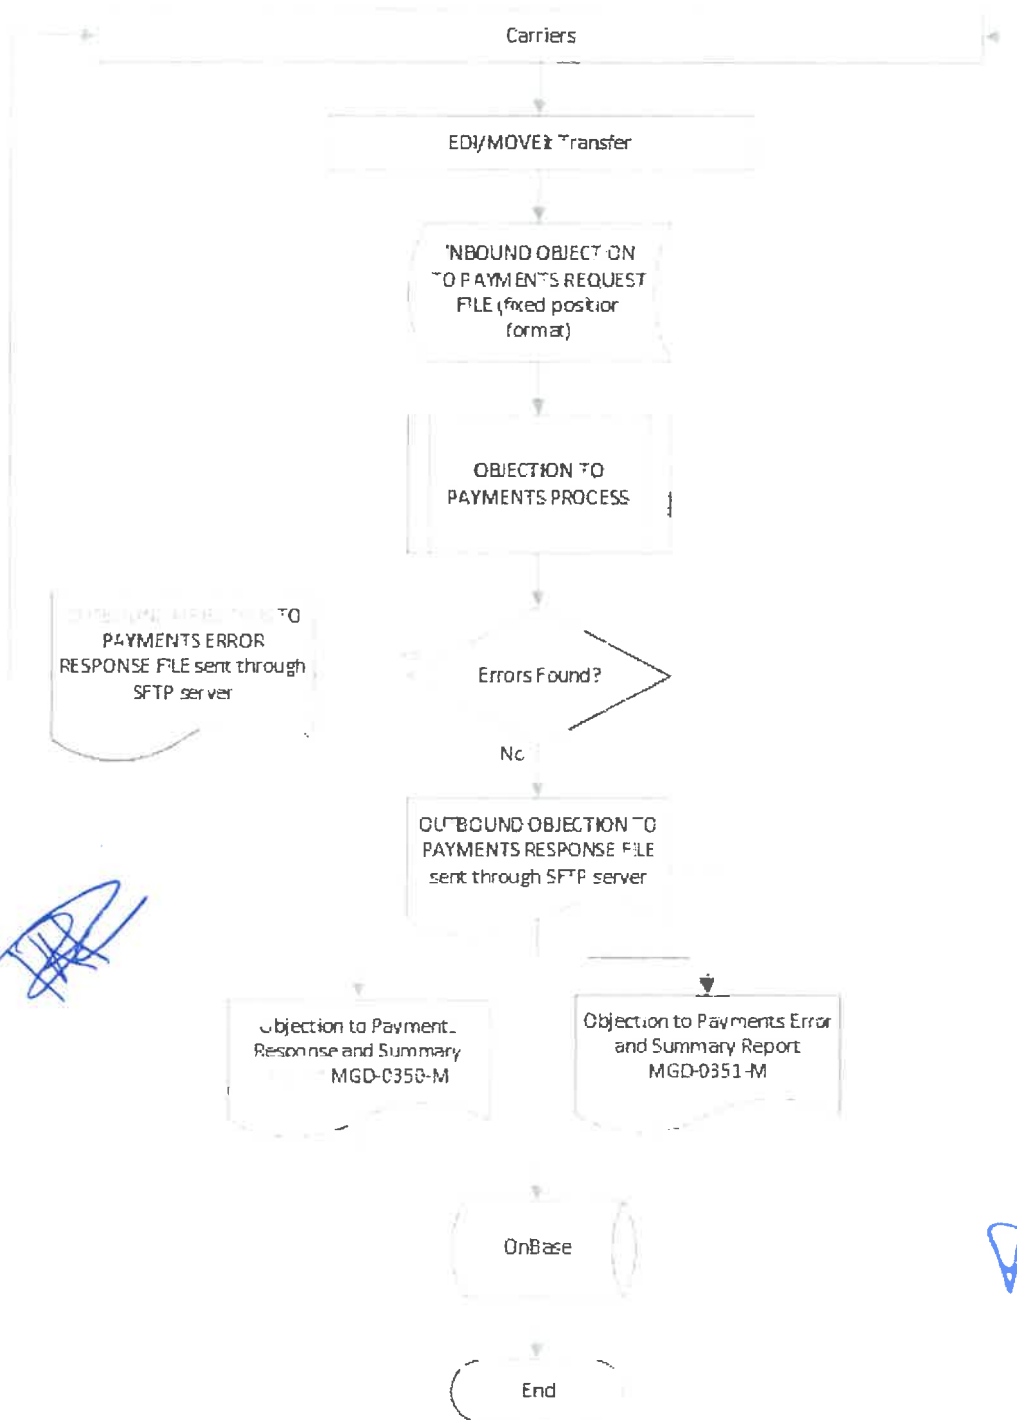 Carriers
EDI/MOVEit Transfer
INBOUND OBJECTION
TO PAYMENTS REQUEST
FILE (fixed position
format)
OBJECTION TO
PAYMENTS PROCESS
TO
PAYMENTS ERROR
RESPONSE FILE sent through
SFTP server
Errors Found?
No
OUTBOUND OBJECTION TO
PAYMENTS RESPONSE FILE
sent through SFTP server
Objection to Payments
Response and Summary
MGD-0350-M
Objection to Payments Error
and Summary Report
MGD-0351-M
OnBase
End